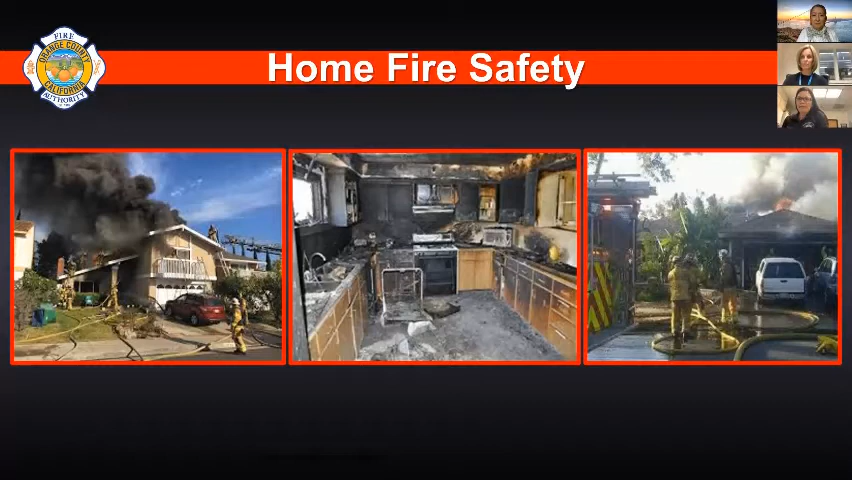 FIRE
ORANGE COUNTY
CALIFORNIA
AUTHORITY
Home Fire Safety